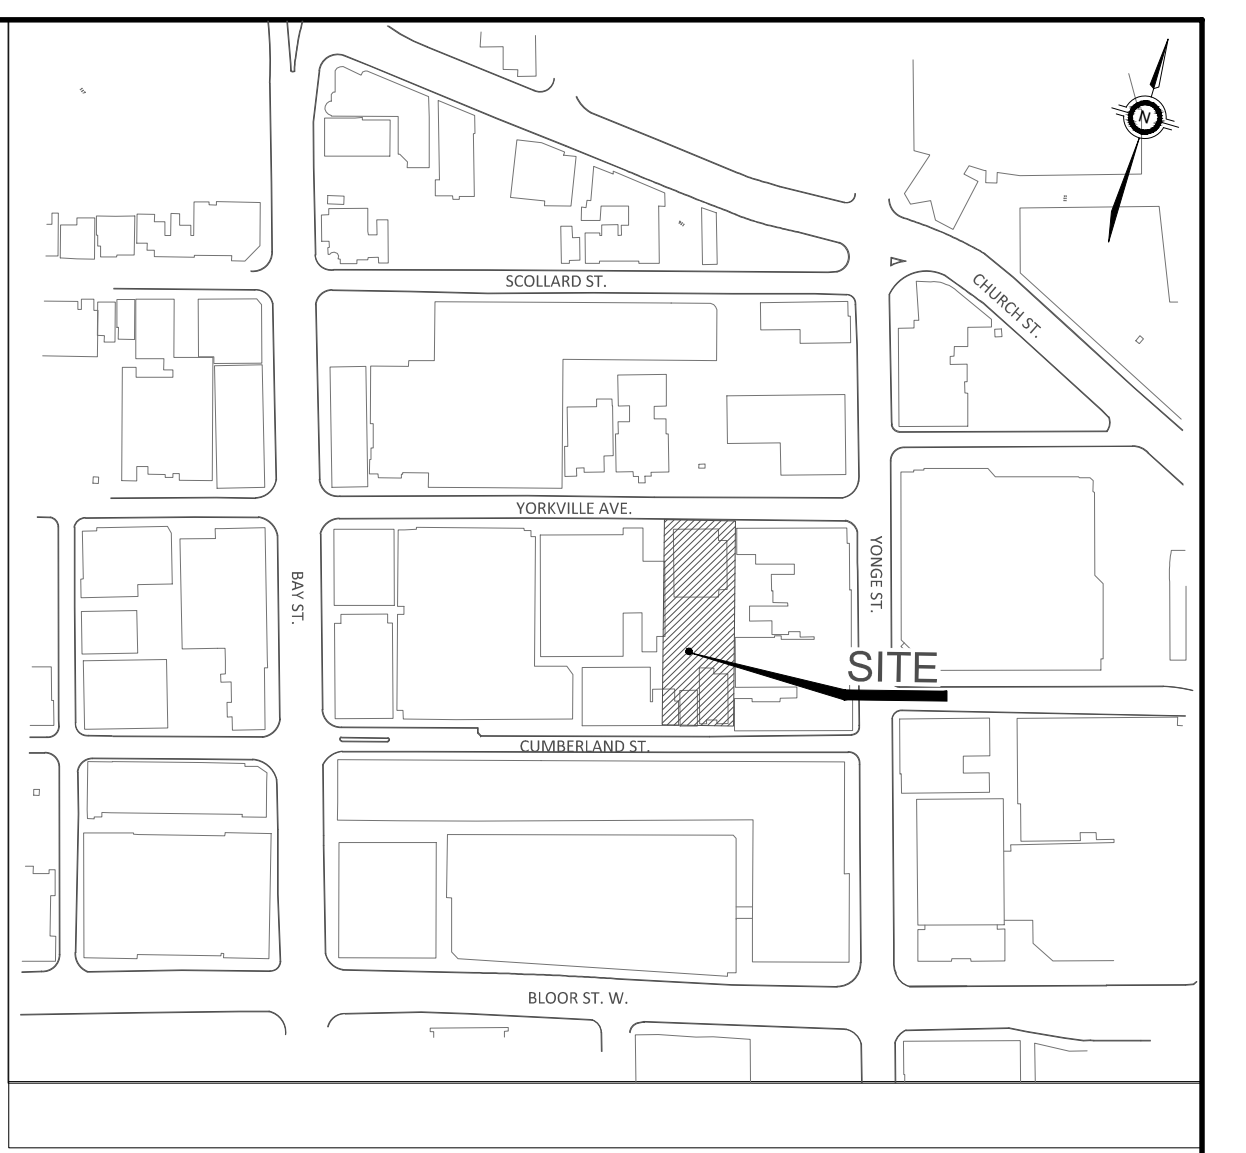 N
SCOLLARD ST.
CHURCH ST.
YORKVILLE AVE.
BAY ST.
YONGE ST.
SITE
CUMBERLAND ST.
BLOOR ST. W.